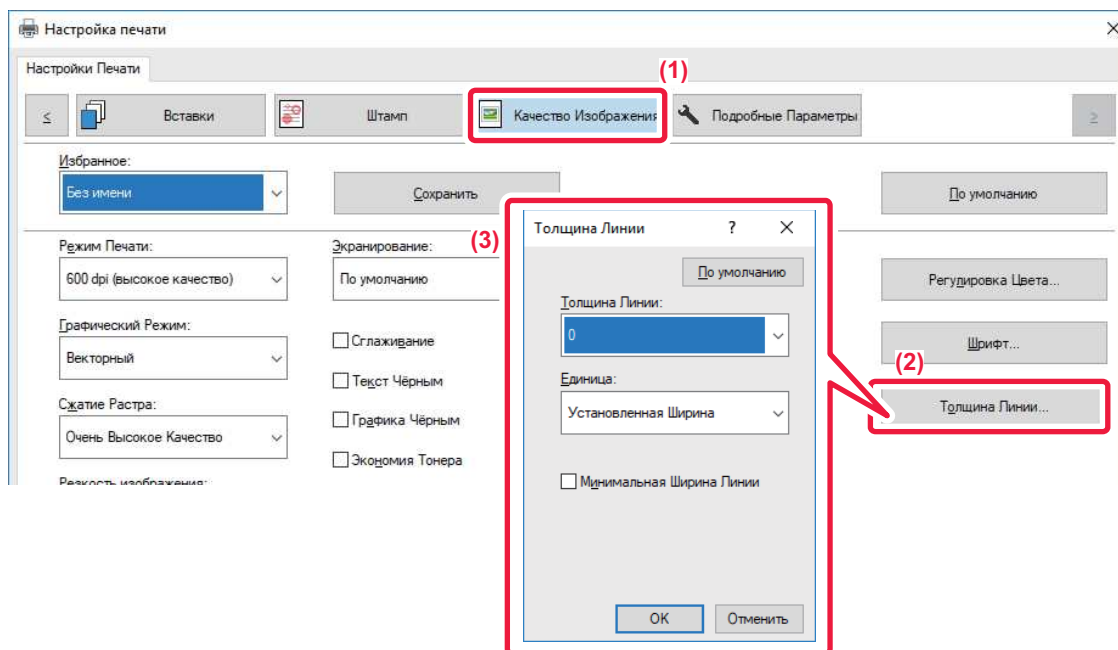 Настройка печати
Настройки Печати
(1)
<
Вставки
Штамп
Качество Изображения
Подробные Параметры
>
Избранное:
Без имени
Сохранить
По умолчанию
Режим Печати:
600 dpi (высокое качество)
Экранирование:
По умолчанию
Регулировка Цвета...
Графический Режим:
Векторный
Сглаживание
Шрифт...
Текст Чёрным
(2)
Сжатие Растра:
Очень Высокое Качество
Графика Чёрным
Толщина Линии...
Экономия Тонера
Резкость изображения:
(3)
Толщина Линии
?
По умолчанию
Толщина Линии:
0
Единица:
Установленная Ширина
Минимальная Ширина Линии
OK
Отменить